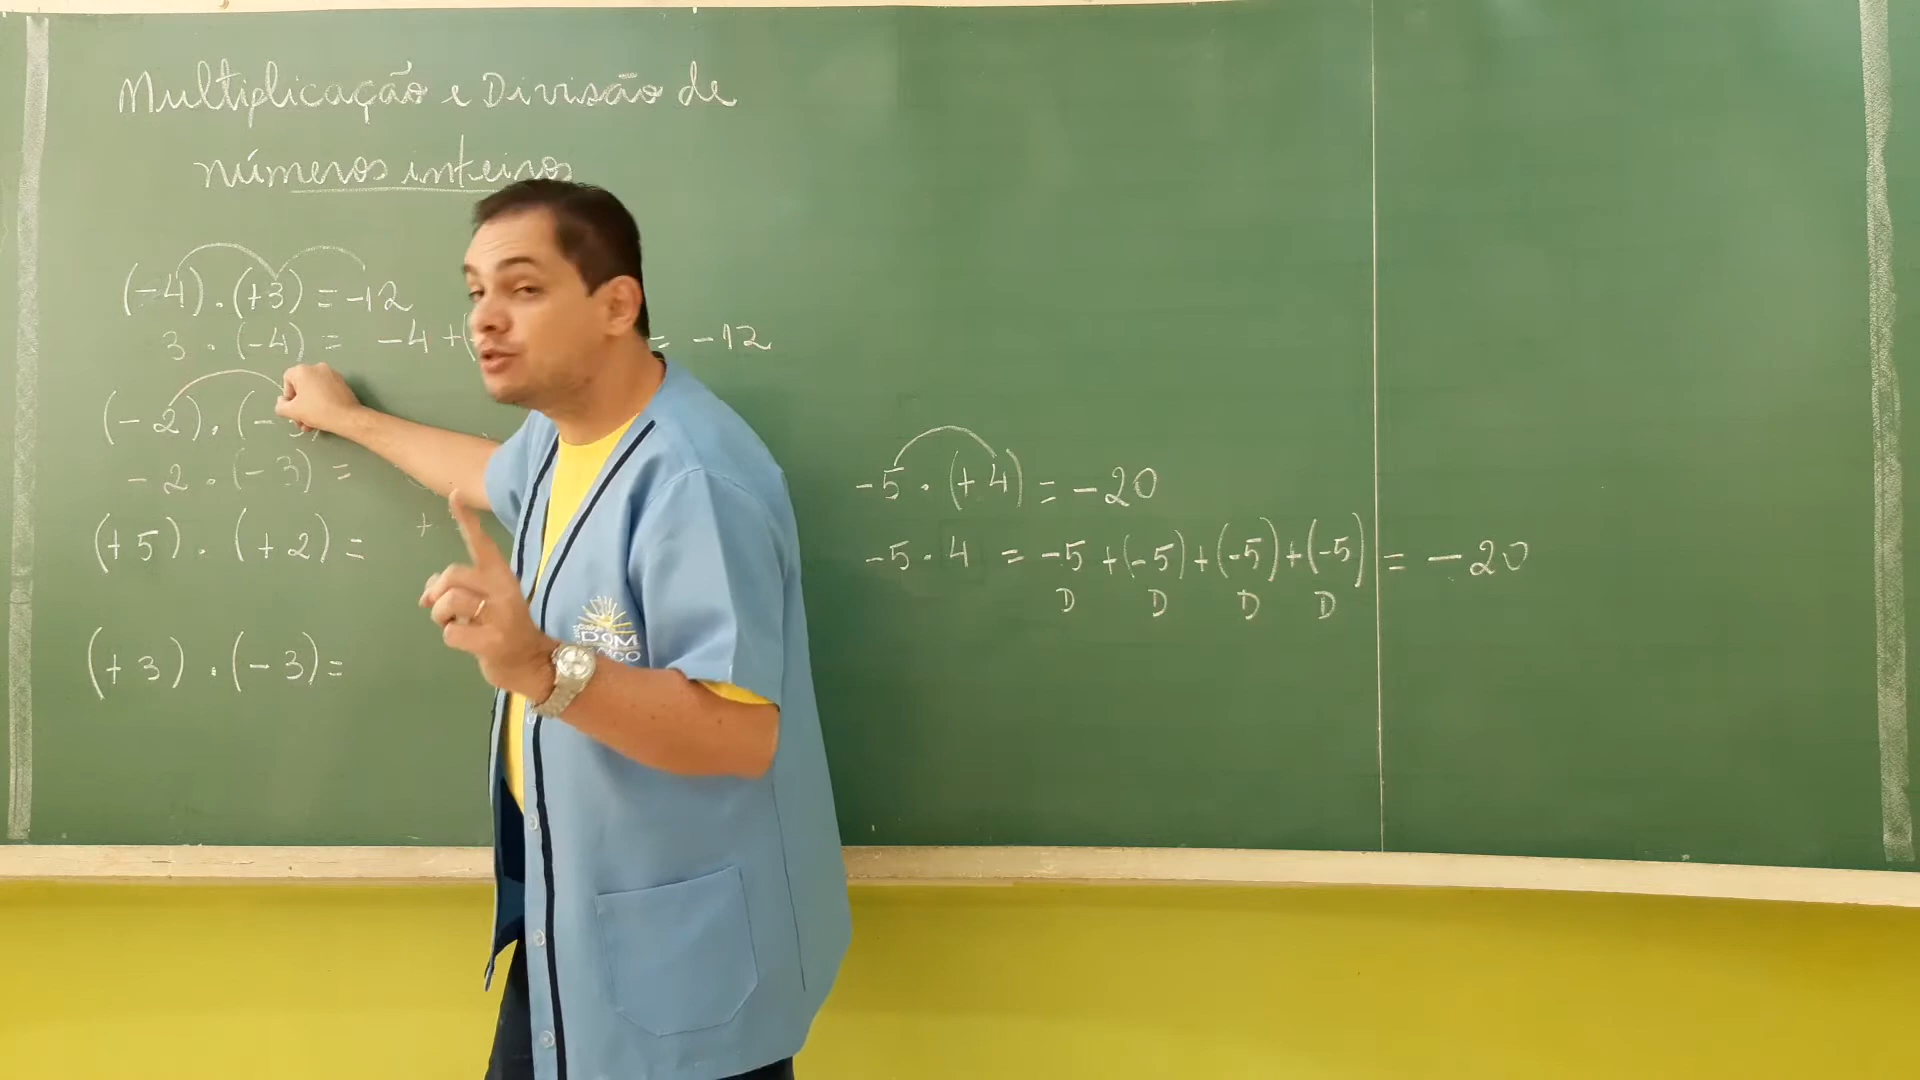 Multiplicação e Divisão de
números inteiros
(-4) . (+3) = -12
3 . (-4) = -4 +( = -12
(-2) . (-3
-2 . (-3) =
(+5) . (+2) = +
(+3) . (-3) =
DOM
-5 . (+4) = -20
-5 . 4 = -5 +(-5) +(-5) +(-5) = -20
D D D D